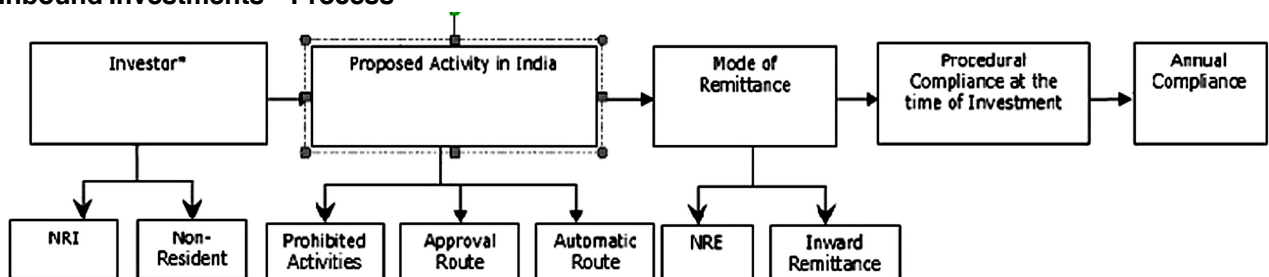 Inbound Investments - Process
Investor*
Proposed Activity in India
Mode of
Remittance
Procedural
Compliance at the
time of Investment
Annual
Compliance
NRI
Non-
Resident
Prohibited
Activities
Approval
Route
Automatic
Route
NRE
Inward
Remittance